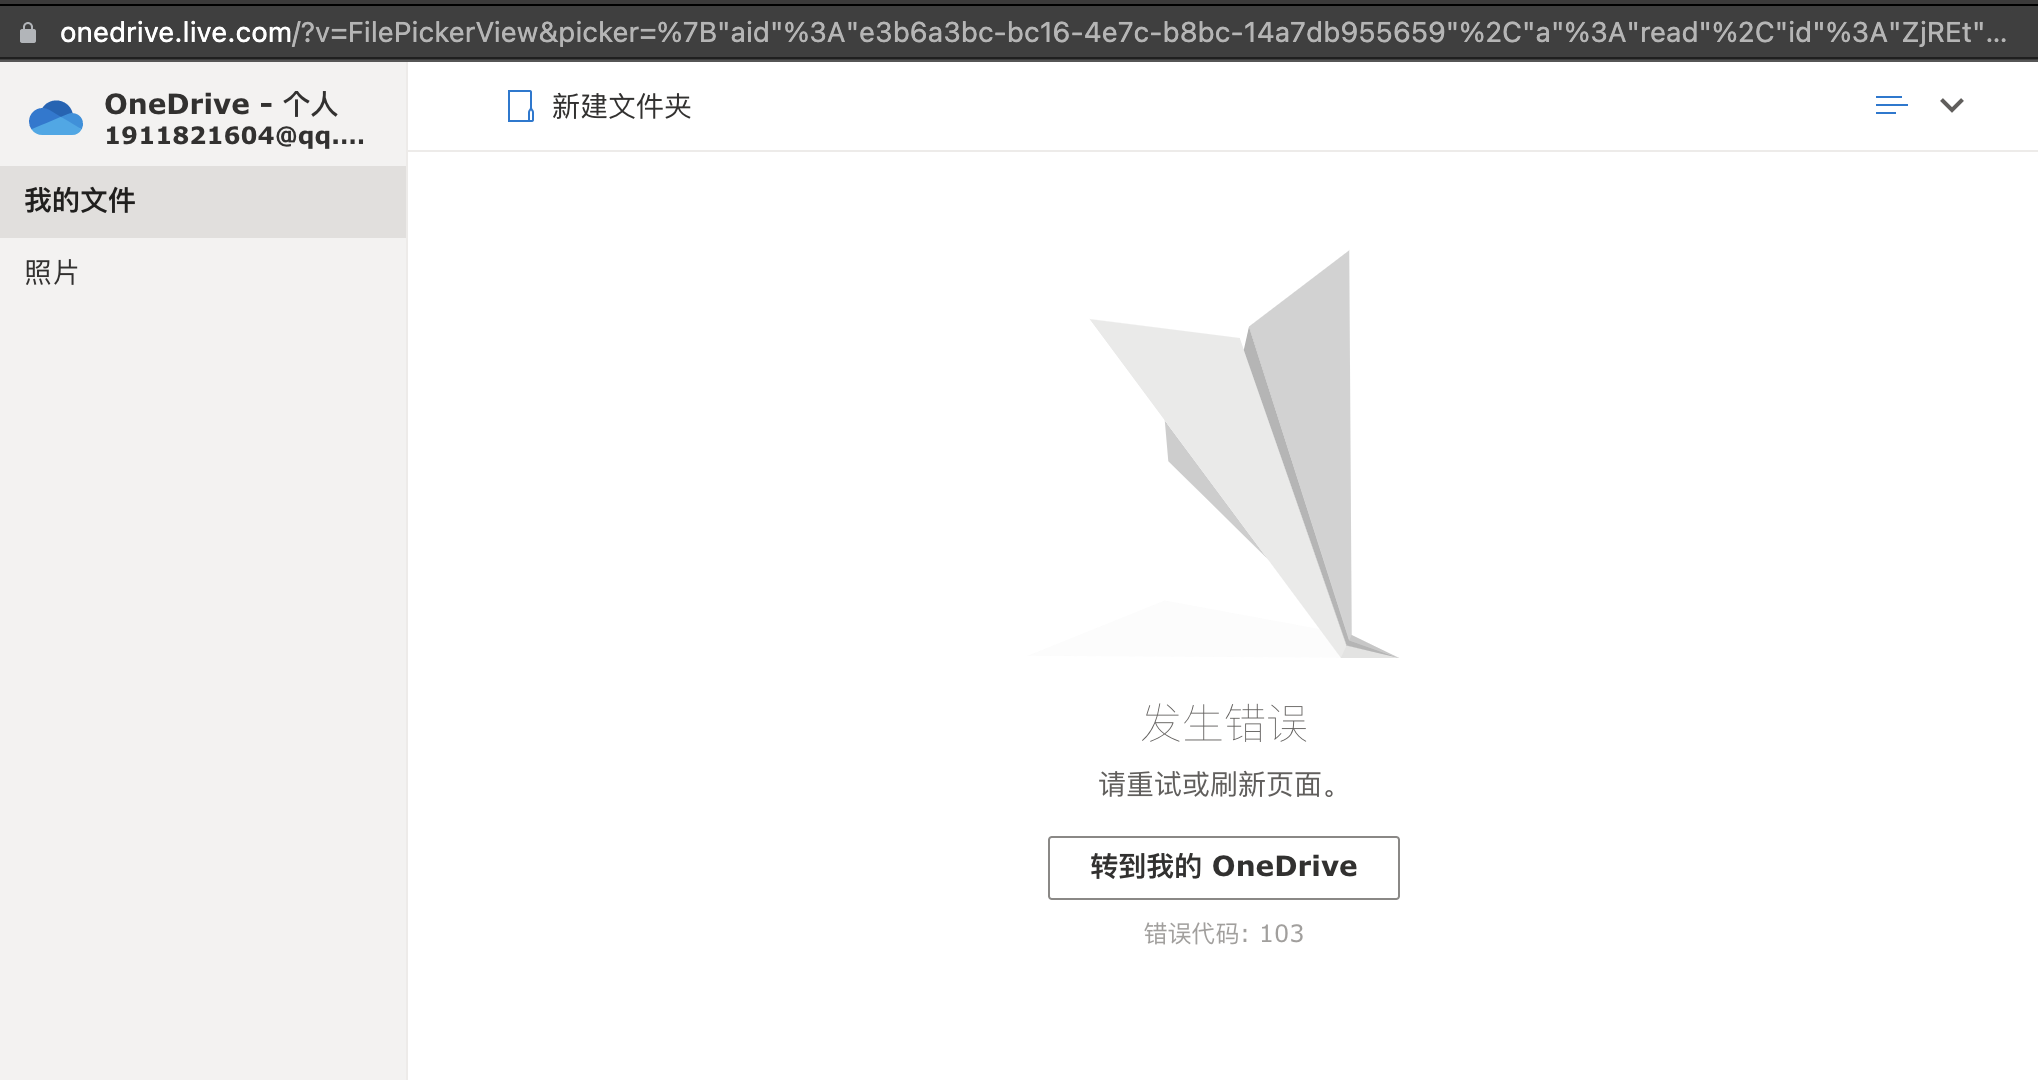 onedrive.live.com/?v=FilePickerView&picker=%7B"aid"%3A"e3b6a3bc-bc16-4e7c-b8bc-14a7db955659"%2C"a"%3A"read"%2C"id"%3A"ZjREt"...
OneDrive - 个人
1911821604@qq....
新建文件夹
我的文件
照片
发生错误
请重试或刷新页面。
转到我的 OneDrive
错误代码: 103